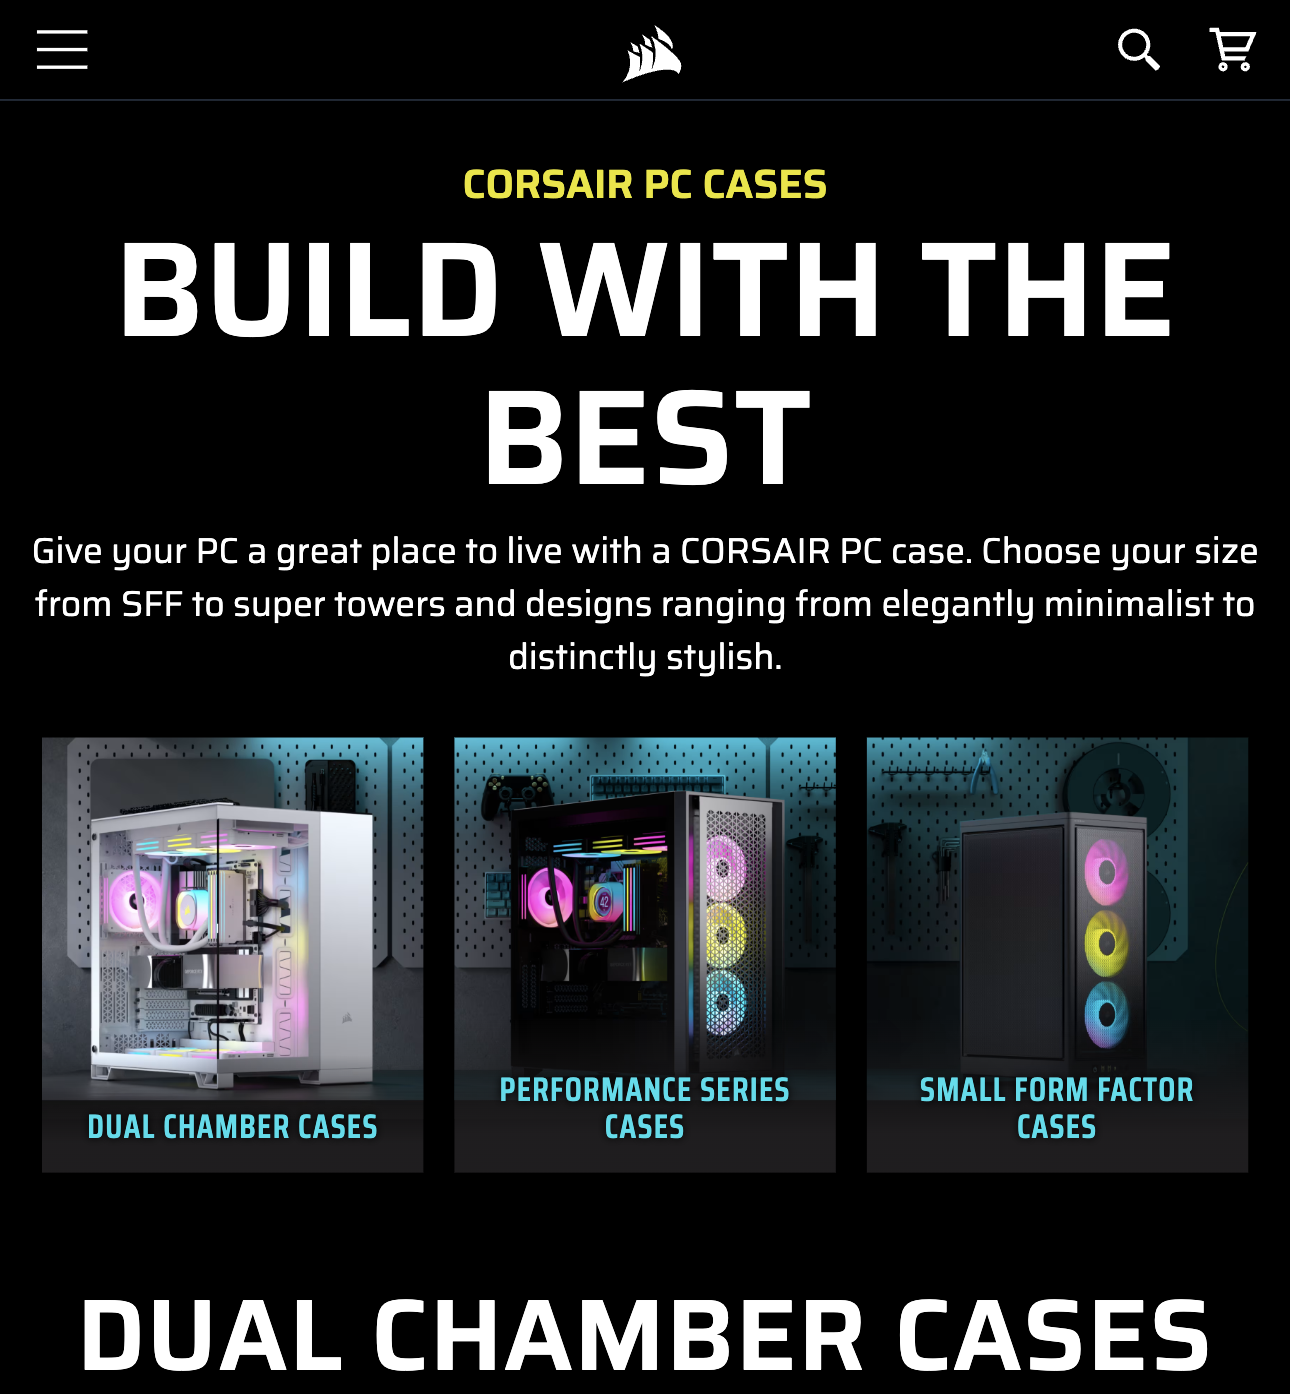 CORSAIR PC CASES
BUILD WITH THE
BEST
Give your PC a great place to live with a CORSAIR PC case. Choose your size
from SFF to super towers and designs ranging from elegantly minimalist to
distinctly stylish.
42
DUAL CHAMBER CASES
PERFORMANCE SERIES
CASES
SMALL FORM FACTOR
CASES
DUAL CHAMBER CASES